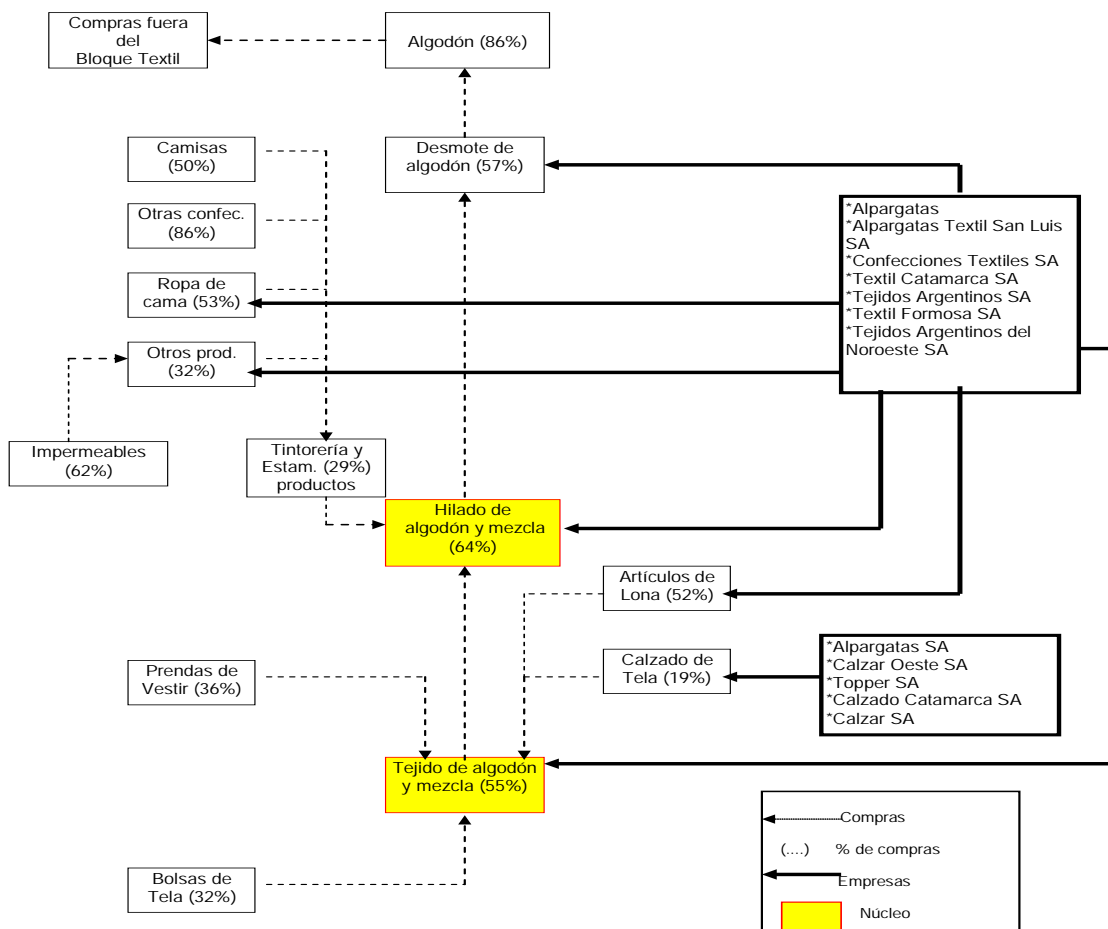 Compras fuera
del
Bloque Textil
Algodón (86%)
Camisas
(50%)
Desmote de
algodón (57%)
Otras confec.
(86%)
*Alpargatas
*Alpargatas Textil San Luis
SA
*Confecciones Textiles SA
*Textil Catamarca SA
*Tejidos Argentinos SA
*Textil Formosa SA
*Tejidos Argentinos del
Noroeste SA
Ropa de
cama (53%)
Otros prod.
(32%)
Impermeables
(62%)
Tintorería y
Estam. (29%)
productos
Hilado de
algodón y mezcla
(64%)
Artículos de
Lona (52%)
Prendas de
Vestir (36%)
Calzado de
Tela (19%)
*Alpargatas SA
*Calzar Oeste SA
*Topper SA
*Calzado Catamarca SA
*Calzar SA
Tejido de algodón
y mezcla (55%)
Bolsas de
Tela (32%)
Compras
(....) % de compras
Empresas
Núcleo